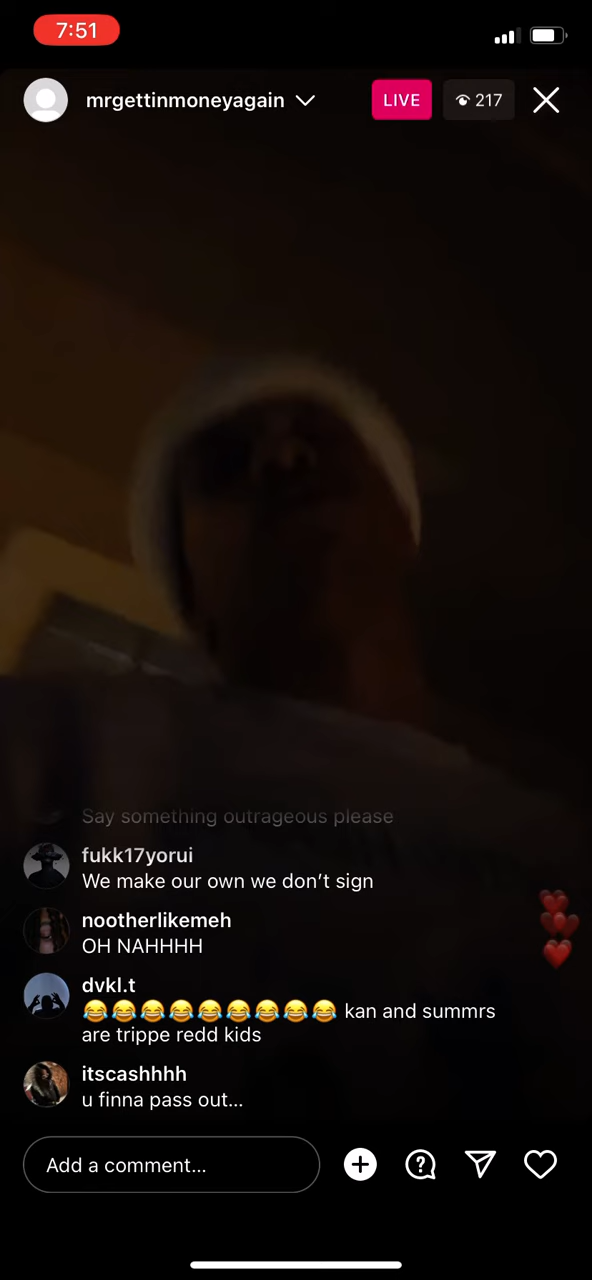 7:51
mrgettinmoneyagain
LIVE
217
Say something outrageous please
fukk17yorui
We make our own we don’t sign
nootherlikemeh
OH NAHHHH
dvkl.t
😂😂😂😂😂😂😂😂😂 kan and summrs
are trippe redd kids
itscashhhh
u finna pass out...
Add a comment...